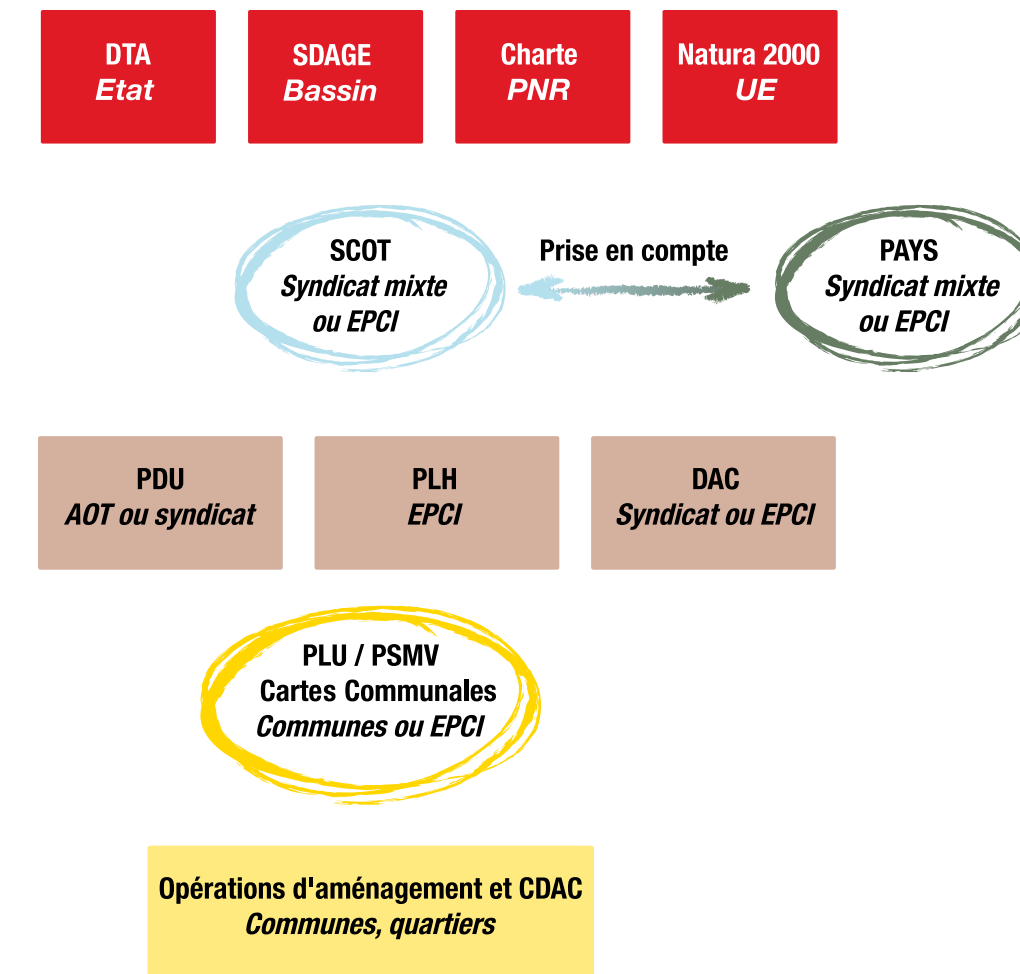 DTA
Etat
SDAGE
Bassin
Charte
PNR
Natura 2000
UE
SCOT
Syndicat mixte
ou EPCI
Prise en compte
PAYS
Syndicat mixte
ou EPCI
PDU
AOT ou syndicat
PLH
EPCI
DAC
Syndicat ou EPCI
PLU / PSMV
Cartes Communales
Communes ou EPCI
Opérations d'aménagement et CDAC
Communes, quartiers